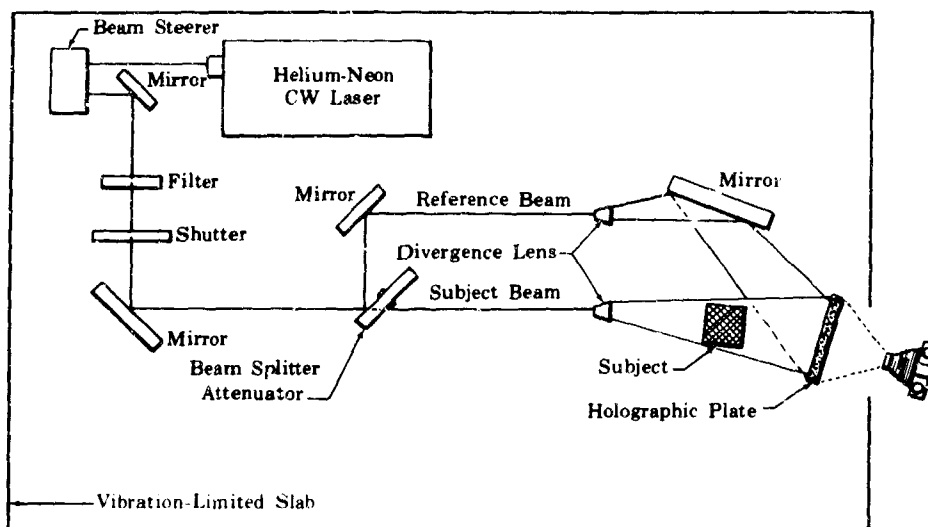 Beam Steerer
Mirror
Helium-Neon
CW Laser
Filter
Shutter
Mirror
Mirror
Reference Beam
Mirror
Divergence Lens
Subject Beam
Beam Splitter
Attenuator
Subject
Holographic Plate
Vibration-Limited Slab